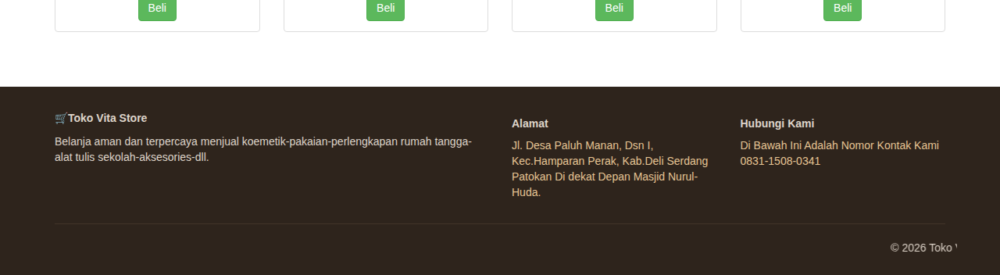 Beli Beli Beli Beli
🛒Toko Vita Store
Belanja aman dan terpercaya menjual koemetik-pakaian-perlengkapan rumah tangga-
alat tulis sekolah-aksesories-dll.
Alamat
Jl. Desa Paluh Manan, Dsn I,
Kec.Hamparan Perak, Kab.Deli Serdang
Patokan Di dekat Depan Masjid Nurul-
Huda.
Hubungi Kami
Di Bawah Ini Adalah Nomor Kontak Kami
0831-1508-0341
© 2026 Toko